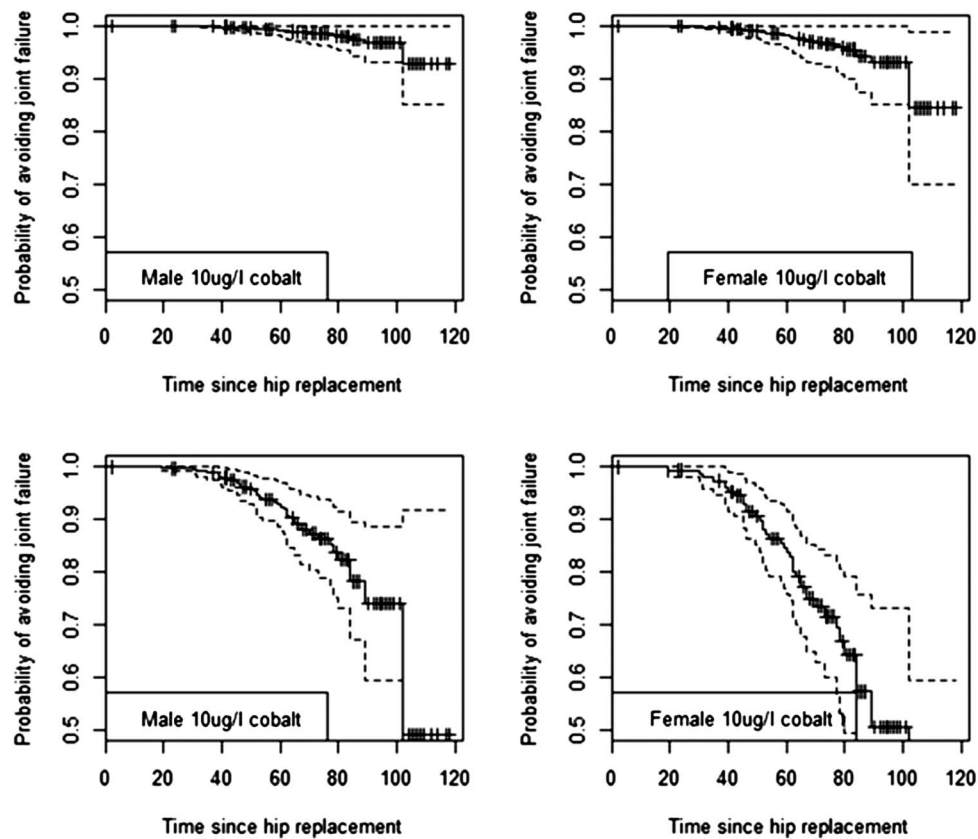 Probability of avoiding joint failure
1.0
0.9
0.8
0.7
0.6
0.5
Male 10ug/l cobalt
0 20 40 60 80 100 120
Time since hip replacement
Probability of avoiding joint failure
1.0
0.9
0.8
0.7
0.6
0.5
Female 10ug/l cobalt
0 20 40 60 80 100 120
Time since hip replacement
Probability of avoiding joint failure
1.0
0.9
0.8
0.7
0.6
0.5
Male 10ug/l cobalt
0 20 40 60 80 100 120
Time since hip replacement
Probability of avoiding joint failure
1.0
0.9
0.8
0.7
0.6
0.5
Female 10ug/l cobalt
0 20 40 60 80 100 120
Time since hip replacement